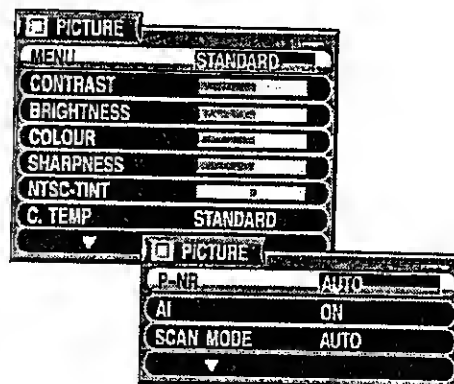 PICTURE
MENU STANDARD
CONTRAST
BRIGHTNESS
COLOUR
SHARPNESS
NTSC-TINT
C. TEMP STANDARD
PICTURE
P-NR AUTO
AI ON
SCAN MODE AUTO